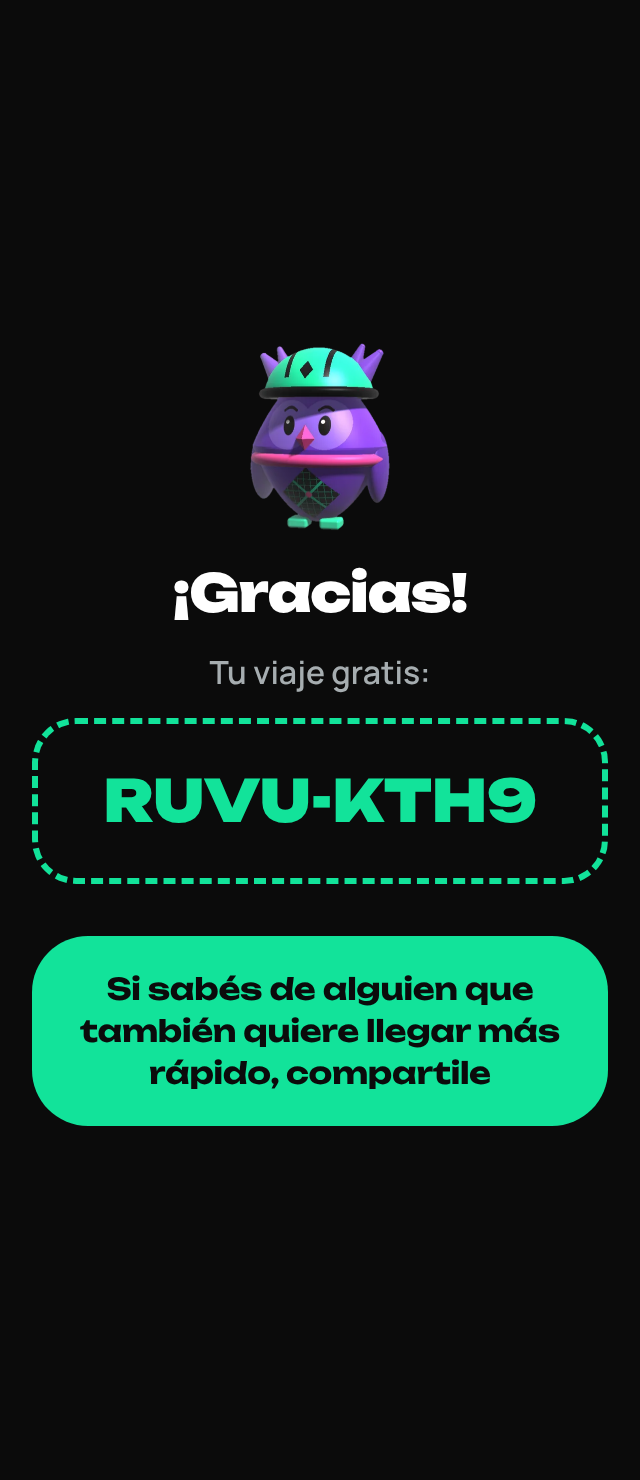 ¡Gracias!
Tu viaje gratis:
RUVU-KTH9
Si sabés de alguien que
también quiere llegar más
rápido, compartile